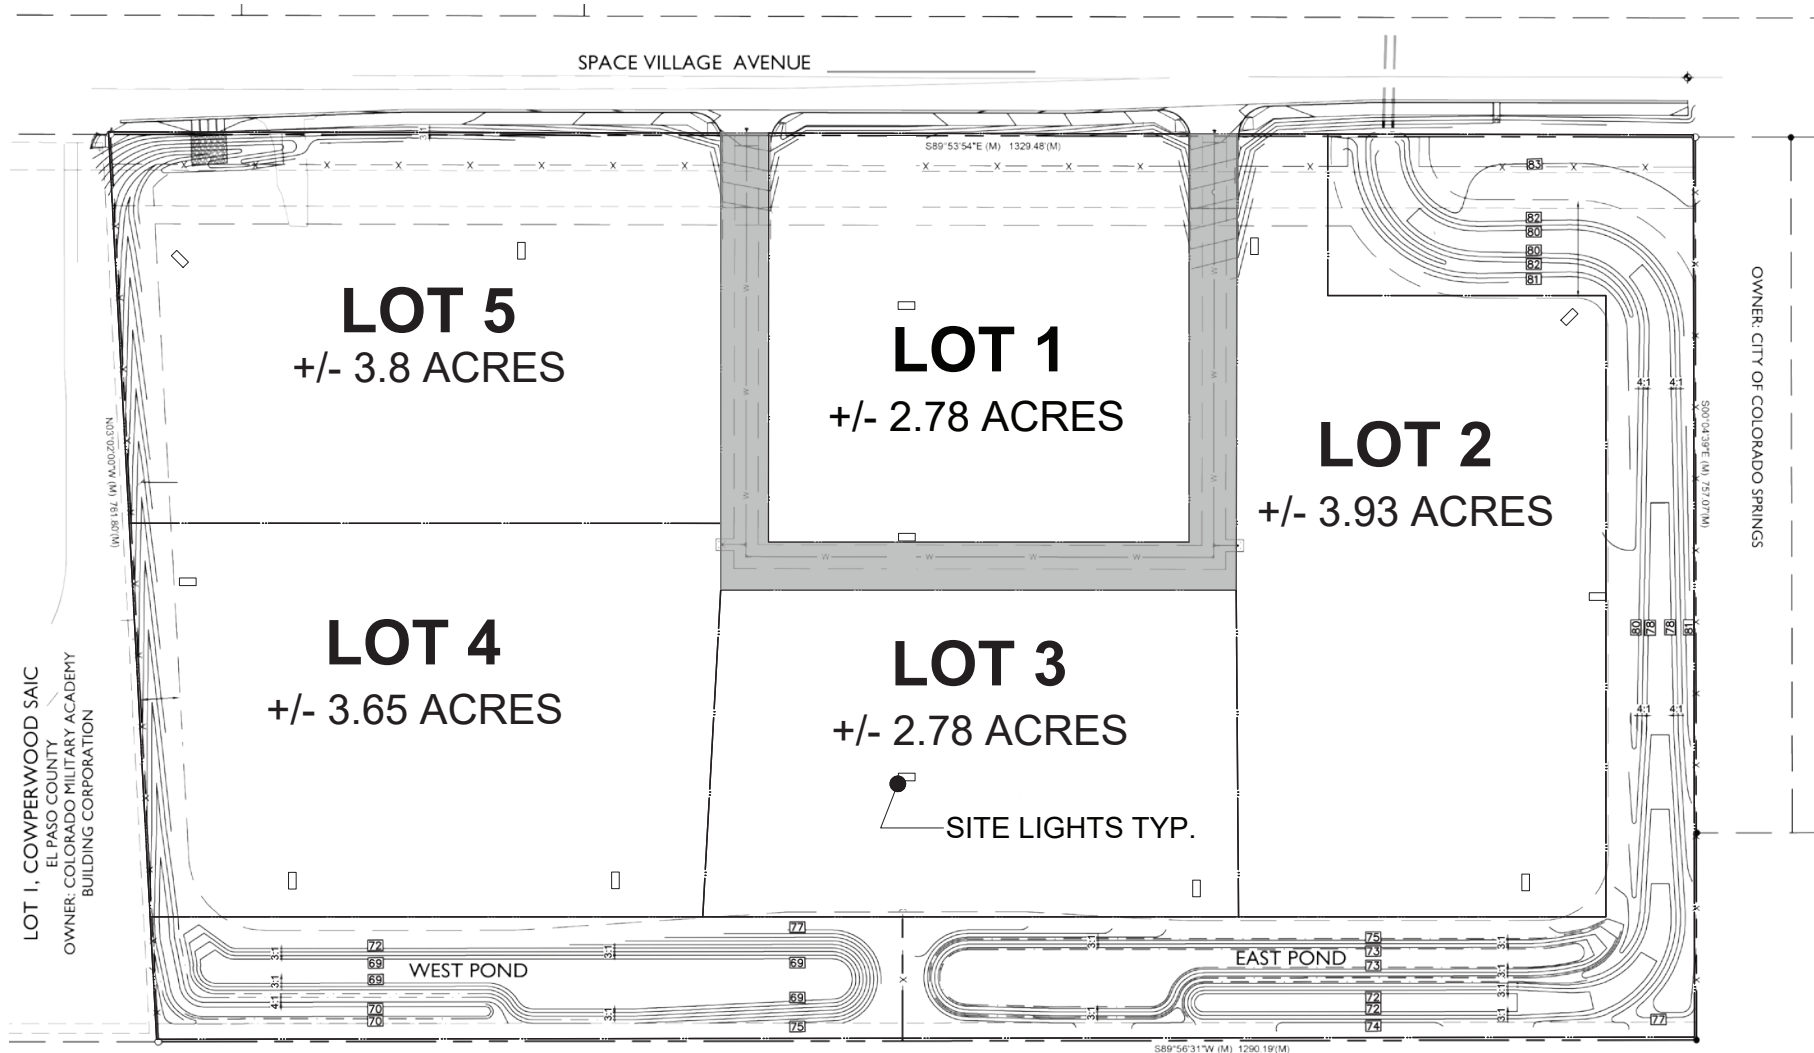 SPACE VILLAGE AVENUE
S89°53'54"E (M) 1329.48'(M)
3:1
83
82
80
80
82
81
LOT 5
+/- 3.8 ACRES
LOT 1
+/- 2.78 ACRES
LOT 2
+/- 3.93 ACRES
4:1
4:1
OWNER: CITY OF COLORADO SPRINGS
S00°04'39"E (M) 757.07'(M)
N03°02'00"W (M) 761.80'(M)
LOT 4
+/- 3.65 ACRES
LOT 3
+/- 2.78 ACRES
SITE LIGHTS TYP.
80
78
78
81
4:1
4:1
LOT 1, COWPERWOOD SAIC
EL PASO COUNTY
OWNER: COLORADO MILITARY ACADEMY
BUILDING CORPORATION
77
72
69
69
70
70
69
69
75
3:1
3:1
4:1
3:1
3:1
WEST POND
EAST POND
75
73
73
72
72
74
3:1
3:1
3:1
3:1
3:1
77
S89°56'31"W (M) 1290.19'(M)